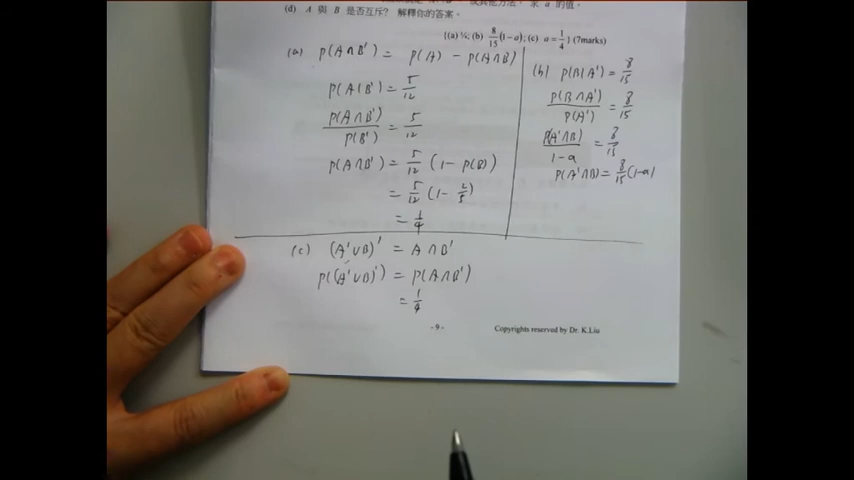 (d) A 與 B 是否互斥? 解釋你的答案。
[(a) ¼; (b) 8/15(1-a); (c) a=1/4] (7marks)
(a) P(A∩B') = P(A) - P(A∩B)
P(A|B') = 5/12
P(A∩B')/P(B') = 5/12
P(A∩B') = 5/12 (1 - P(B))
= 5/12 (1 - 2/5)
= 1/4
(b) P(B|A') = 8/15
P(B∩A')/P(A') = 8/15
P(A'∩B)/1-a = 8/15
P(A'∩B) = 8/15(1-a)
(c) (A'∪B)' = A∩B'
P((A'∪B)') = P(A∩B')
= 1/4
- 9 -
Copyrights reserved by Dr. K.Liu